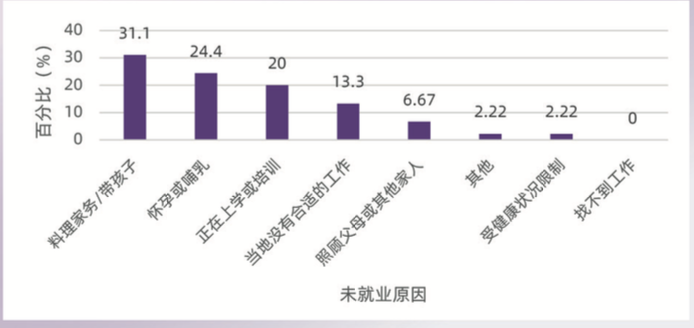 百分比（%）
40
30
20
10
0
31.1
24.4
20
13.3
6.67
2.22
2.22
0
料理家务/带孩子
怀孕或哺乳
正在上学或培训
当地没有合适的工作
照顾父母或其他家人
其他
受健康状况限制
找不到工作
未就业原因